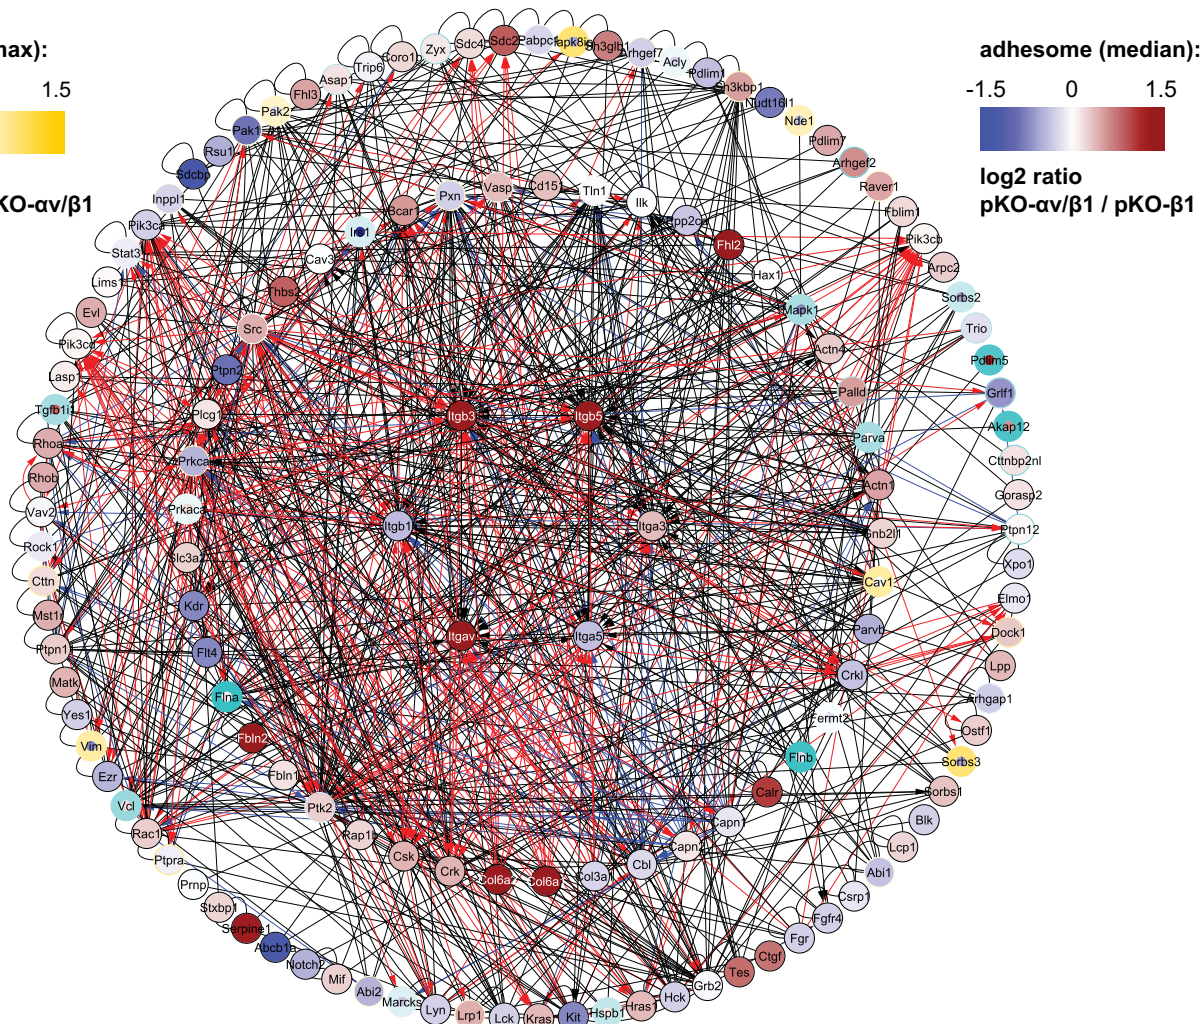 max):
1.5
KO-αv/β1
adhesome (median):
-1.5 0 1.5
log2 ratio
pKO-αv/β1 / pKO-β1
Zyx
Sdc4
Sdc2
Pabpc1
Sh3glb1
Arhgef7
Acly
Pdlim1
Sh3kbp1
Nudt16l1
Nde1
Pdlim7
Arhgef2
Raver1
Fblim1
Pik3cb
Arpc2
Sorbs2
Trio
Pdlim5
Grlf1
Akap12
Cttnbp2nl
Gorasp2
Ptpn12
Xpo1
Elmo1
Dock1
Lpp
Arhgap1
Ostf1
Sorbs3
Sorbs1
Blk
Lcp1
Abi1
Csrp1
Fgfr4
Fgr
Ctgf
Tes
Grb2
Hck
Hras1
Hspb1
Kit
Kras
Lck
Lrp1
Lyn
Marcks
Abi2
Mif
Notch2
Abcb1a
Serpine1
Stxbp1
Prnp
Ptpra
Rac1
Vcl
Ezr
Vim
Yes1
Matk
Ptpn1
Mst1r
Cttn
Rock1
Vav2
Rhob
Rhoa
Tgfb1i1
Lasp1
Pik3cd
Evl
Lims1
Stat3
Pik3ca
Inppl1
Sdcbp
Rsu1
Pak1
Pak2
Fhl3
Asap1
Trip6
Coro1b
Pxn
Vasp
Cd151
Tln1
Ilk
Fhl2
Hax1
Mapk1
Actn4
Palld
Parva
Actn1
Gnb2l1
Cav1
Parvb
Crkl
Fermt2
Flnb
Calr
Capn1
Cbl
Col3a1
Crk
Csk
Rap1b
Ptk2
Fbln1
Fbln2
Flna
Flt4
Kdr
Slc3a2
Prkaca
Prkca
Plcg1
Ptpn2
Src
Thbs2
Cav3
Irs1
Bcar1
Itgb3
Itgb5
Itgb1
Itga3
Itgav
Itga5